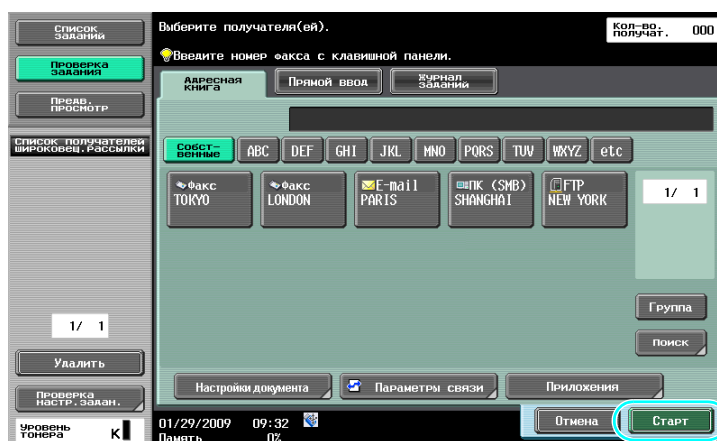 Список
заданий
Проверка
задания
Предв.
просмотр
Список получателей
широковец.рассылки
1/ 1
Удалить
Проверка
настр.задан.
Уровень
тонера
K
Выберите получателя(ей).
Кол-во.
получат. 000
Введите номер факса с клавишной панели.
Адресная
книга
Прямой ввод
Журнал
заданий
Собст-
венные
ABC
DEF
GHI
JKL
MNO
PQRS
TUV
WXYZ
etc
Факс
TOKYO
Факс
LONDON
E-mail
PARIS
ПК (SMB)
SHANGHAI
FTP
NEW YORK
1/ 1
Группа
Поиск
Настройки документа
Параметры связи
Приложения
01/29/2009 09:32
Память 0%
Отмена
Старт